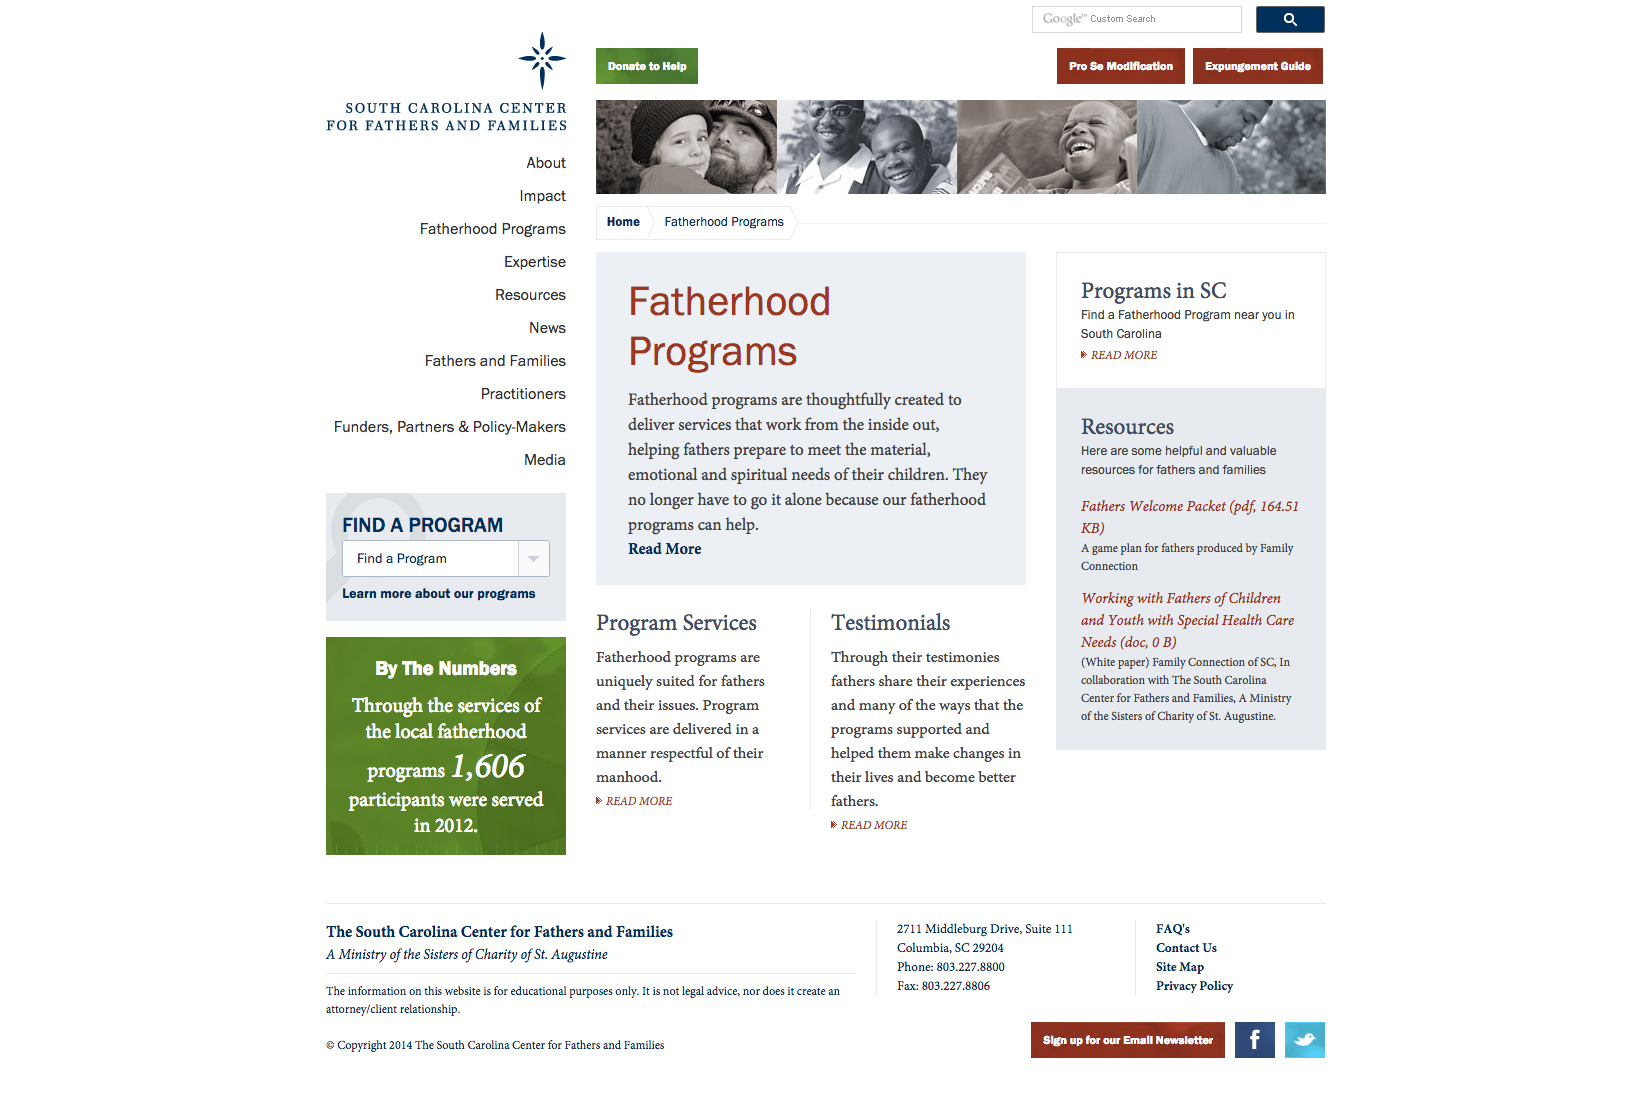 Google™ Custom Search
SOUTH CAROLINA CENTER
FOR FATHERS AND FAMILIES
Donate to Help
Pro Se Modification
Expungement Guide
About
Impact
Fatherhood Programs
Expertise
Resources
News
Fathers and Families
Practitioners
Funders, Partners & Policy-Makers
Media
FIND A PROGRAM
Find a Program
Learn more about our programs
By The Numbers
Through the services of
the local fatherhood
programs 1,606
participants were served
in 2012.
Home
Fatherhood Programs
Fatherhood
Programs
Fatherhood programs are thoughtfully created to
deliver services that work from the inside out,
helping fathers prepare to meet the material,
emotional and spiritual needs of their children. They
no longer have to go it alone because our fatherhood
programs can help.
Read More
Program Services
Fatherhood programs are
uniquely suited for fathers
and their issues. Program
services are delivered in a
manner respectful of their
manhood.
READ MORE
Testimonials
Through their testimonies
fathers share their experiences
and many of the ways that the
programs supported and
helped them make changes in
their lives and become better
fathers.
READ MORE
Programs in SC
Find a Fatherhood Program near you in
South Carolina
READ MORE
Resources
Here are some helpful and valuable
resources for fathers and families
Fathers Welcome Packet (pdf, 164.51
KB)
A game plan for fathers produced by Family
Connection
Working with Fathers of Children
and Youth with Special Health Care
Needs (doc, 0 B)
(White paper) Family Connection of SC, In
collaboration with The South Carolina
Center for Fathers and Families, A Ministry
of the Sisters of Charity of St. Augustine.
The South Carolina Center for Fathers and Families
A Ministry of the Sisters of Charity of St. Augustine
The information on this website is for educational purposes only. It is not legal advice, nor does it create an
attorney/client relationship.
© Copyright 2014 The South Carolina Center for Fathers and Families
2711 Middleburg Drive, Suite 111
Columbia, SC 29204
Phone: 803.227.8800
Fax: 803.227.8806
FAQ's
Contact Us
Site Map
Privacy Policy
Sign up for our Email Newsletter
f